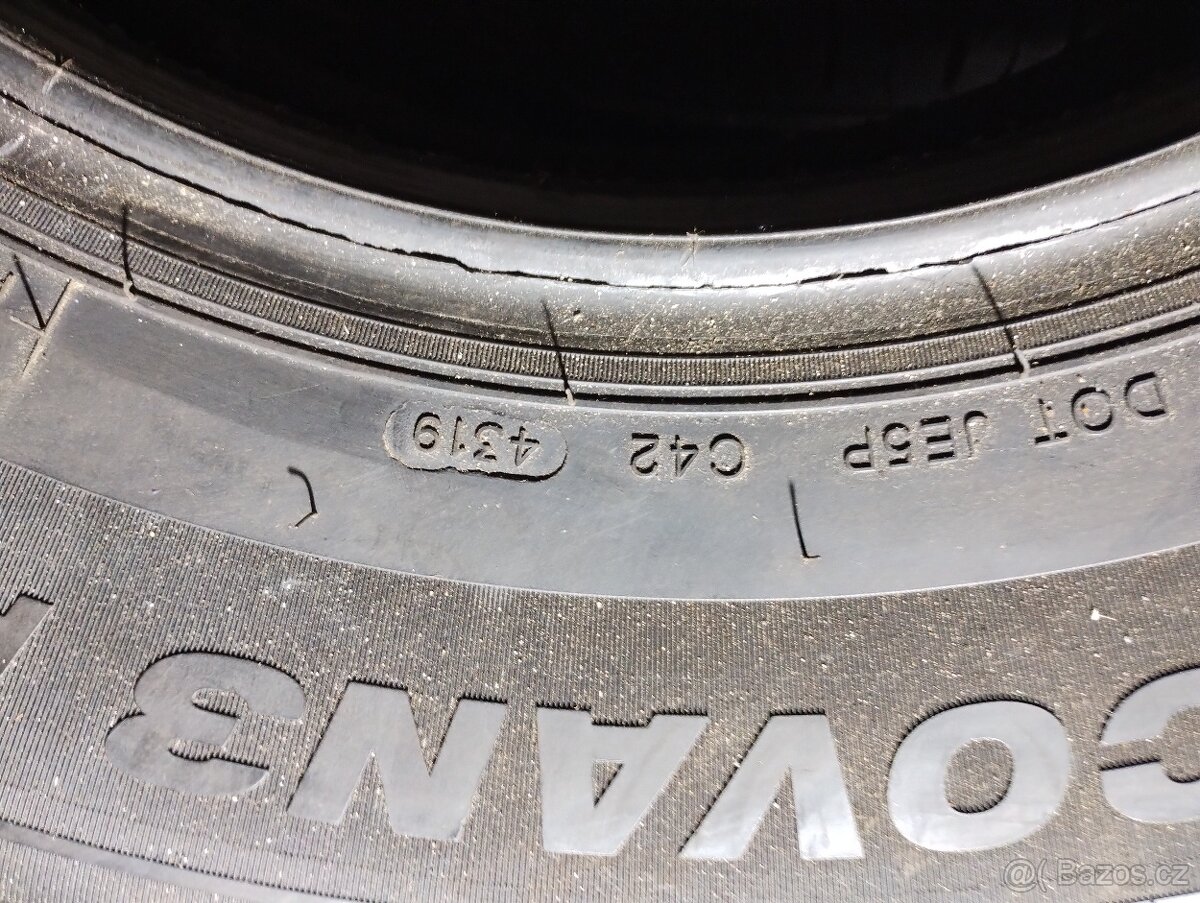 DOT JE5P C42 4319
COVAN3
Bazos.cz